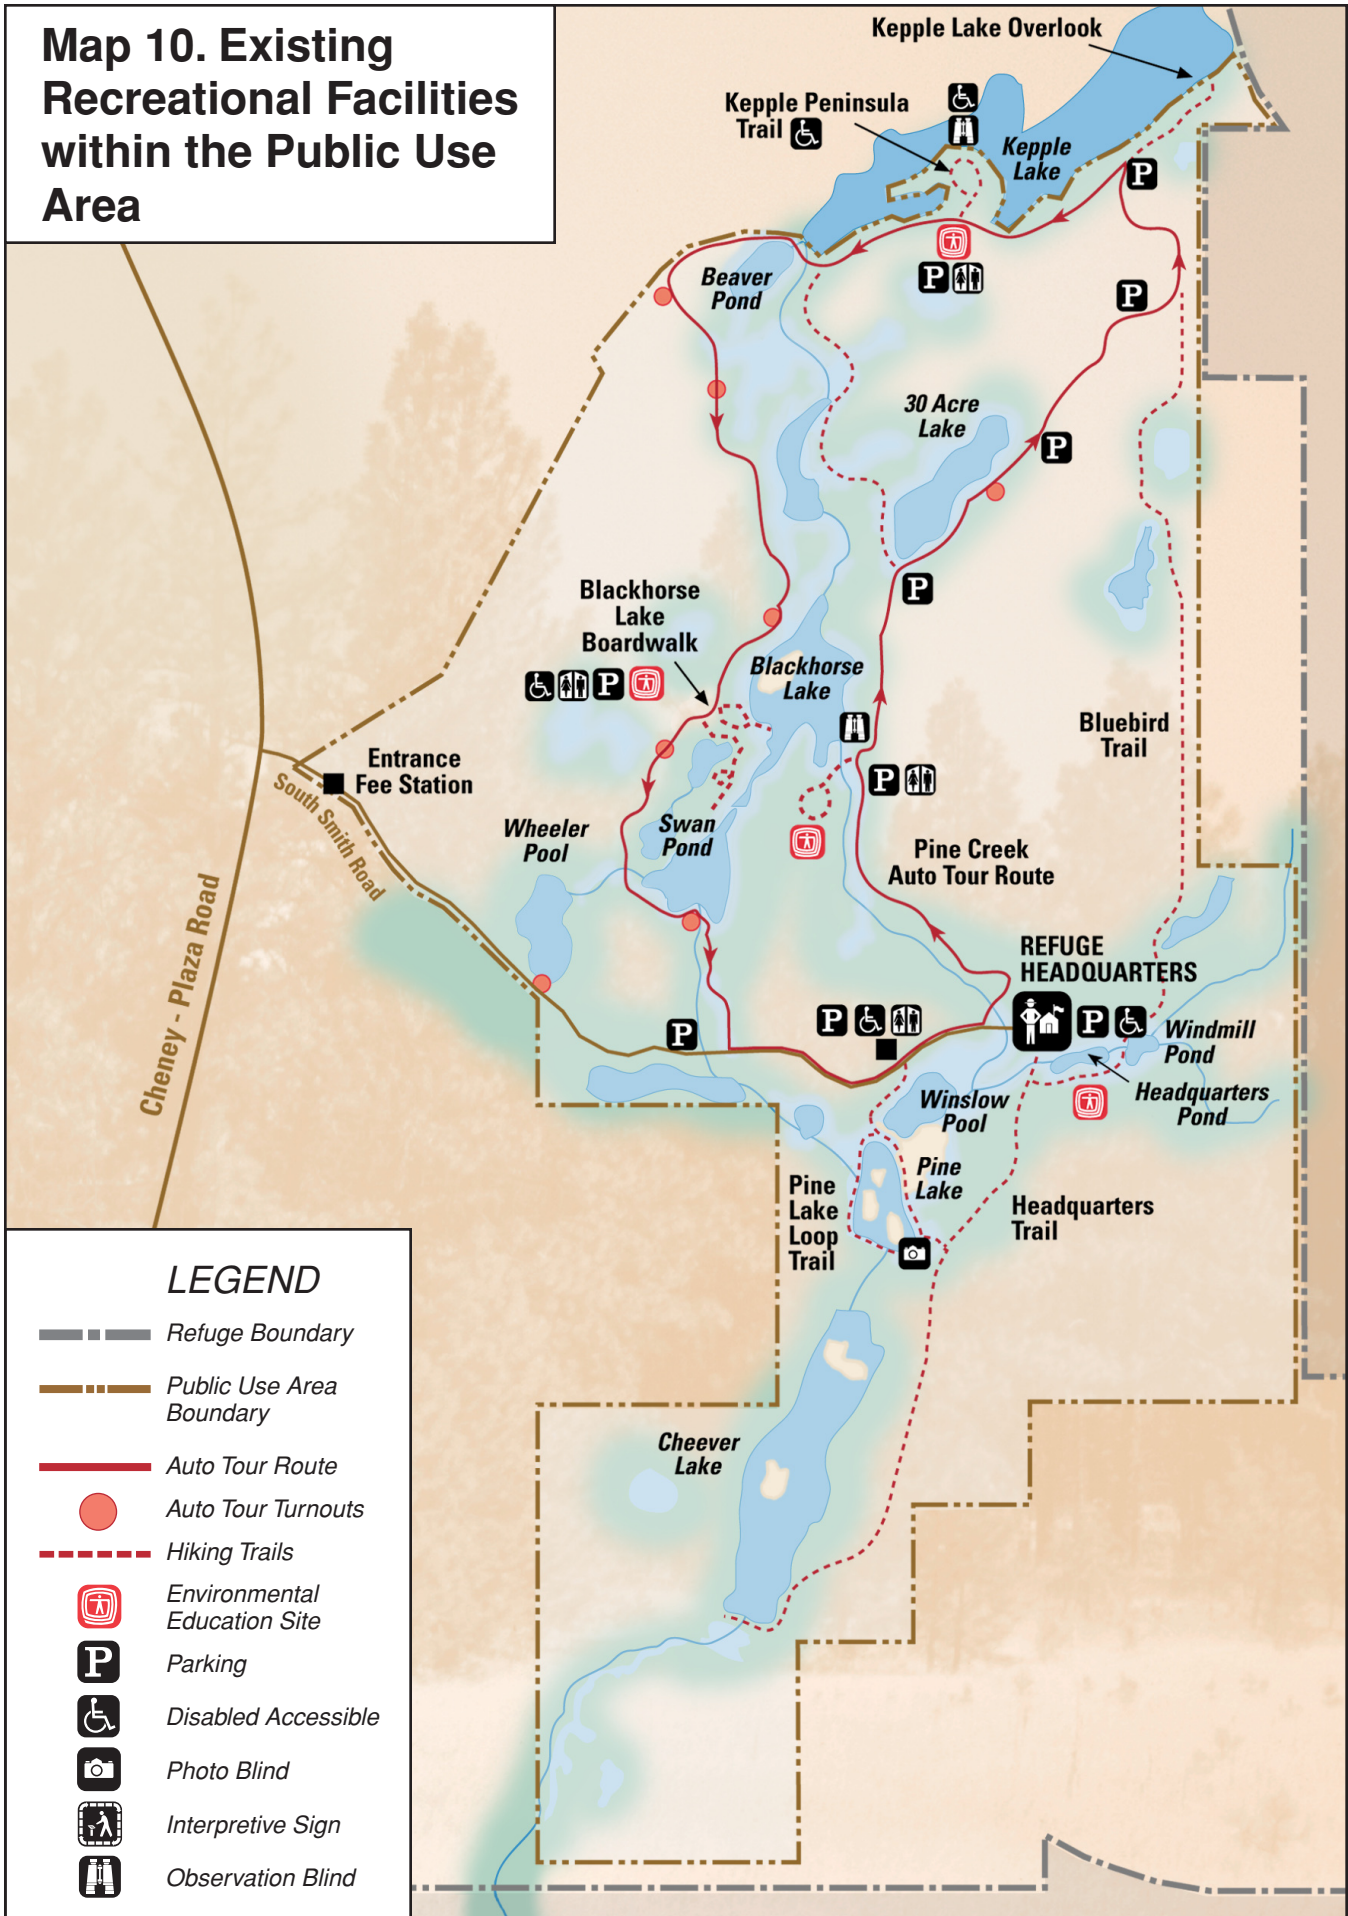 Map 10. Existing
Recreational Facilities
within the Public Use
Area
Kepple Lake Overlook
Kepple Peninsula
Trail
Kepple
Lake
P
Beaver
Pond
P
P
30 Acre
Lake
P
P
Blackhorse
Lake
Boardwalk
P
Blackhorse
Lake
Bluebird
Trail
Entrance
Fee Station
South Smith Road
P
Wheeler
Pool
Swan
Pond
Pine Creek
Auto Tour Route
Cheney - Plaza Road
REFUGE
HEADQUARTERS
P
P
P
Windmill
Pond
Headquarters
Pond
Winslow
Pool
Pine
Lake
Pine
Lake
Loop
Trail
Headquarters
Trail
Cheever
Lake
LEGEND
Refuge Boundary
Public Use Area
Boundary
Auto Tour Route
Auto Tour Turnouts
Hiking Trails
Environmental
Education Site
P
Parking
Disabled Accessible
Photo Blind
Interpretive Sign
Observation Blind